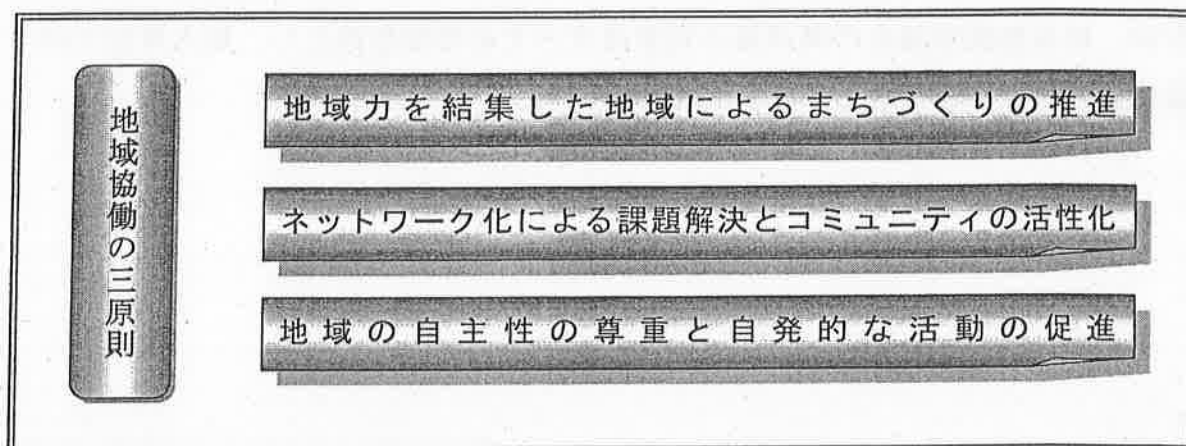 地域協働の三原則
地域力を結集した地域によるまちづくりの推進
ネットワーク化による課題解決とコミュニティの活性化
地域の自主性の尊重と自発的な活動の促進